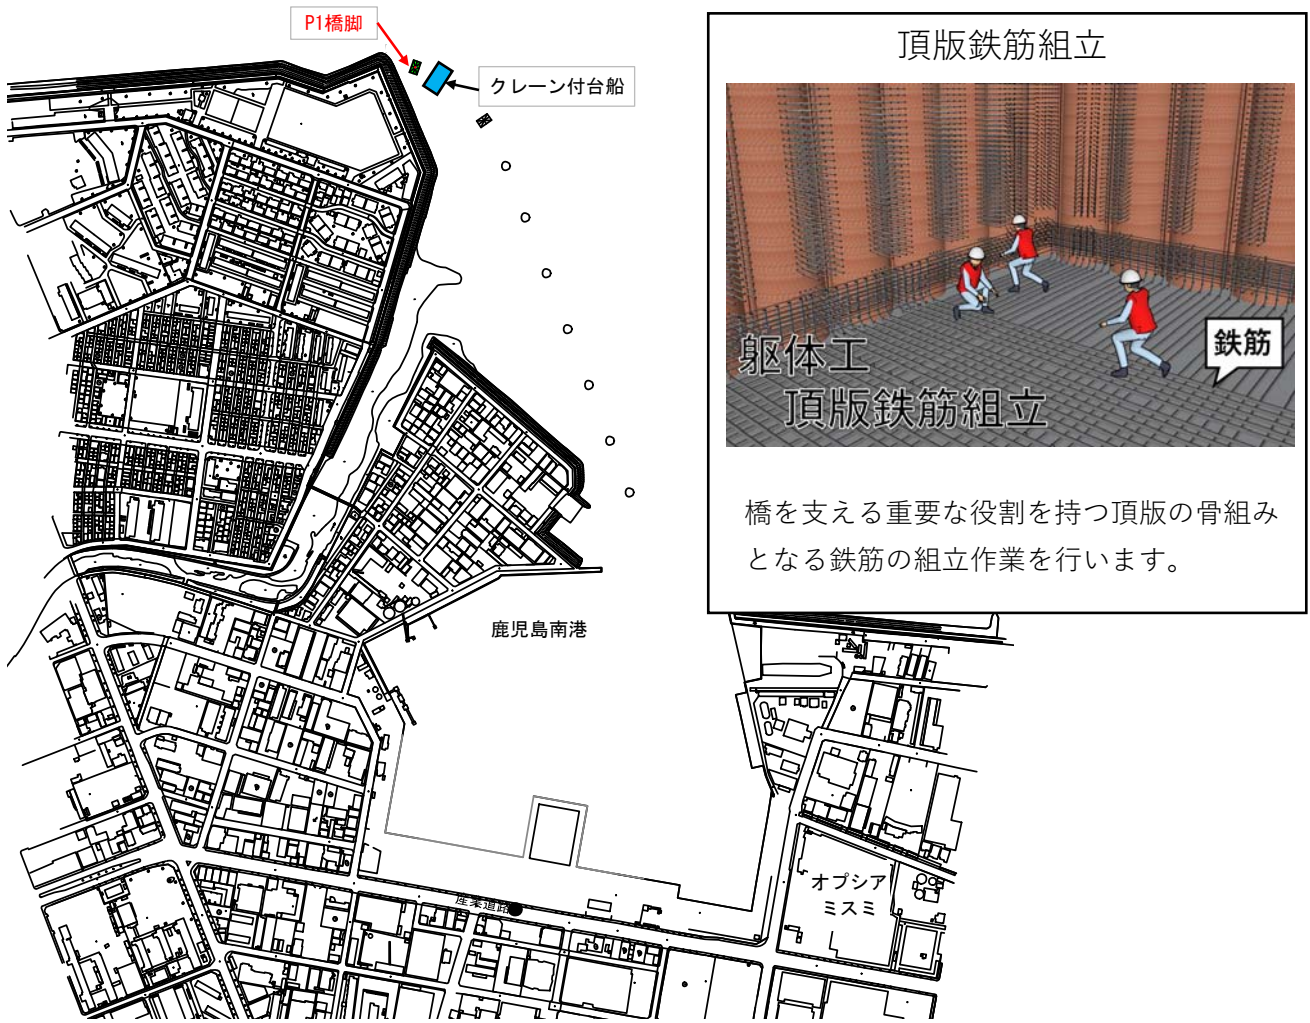 P1橋脚
クレーン付台船
頂版鉄筋組立
鉄筋
躯体工
頂版鉄筋組立
橋を支える重要な役割を持つ頂版の骨組み
となる鉄筋の組立作業を行います。
鹿児島南港
オプシア
ミスミ
産業道路